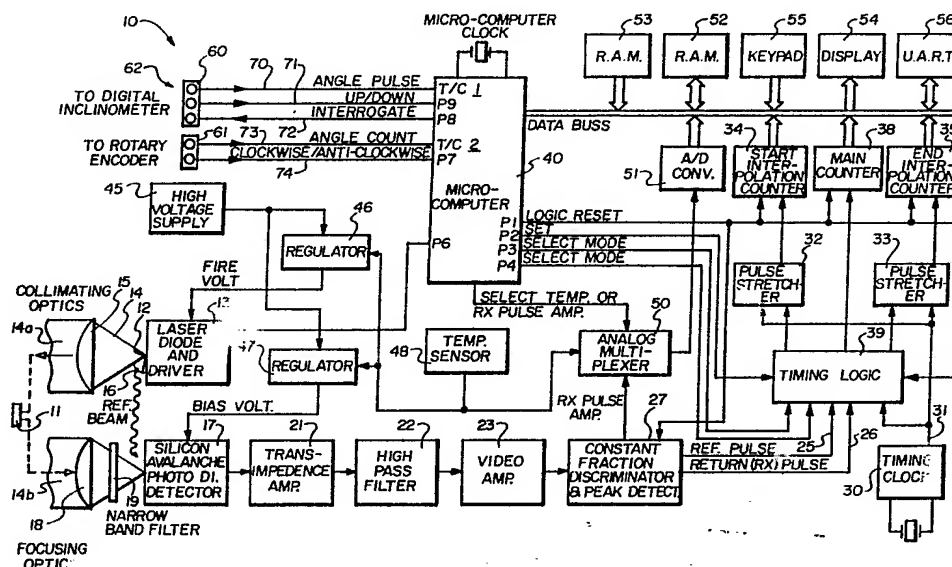 10
MICRO-COMPUTER
CLOCK
53
52
55
54
56
R.A.M.
R.A.M.
KEYPAD
DISPLAY
U.A.R.T.
60
62
70
71
ANGLE PULSE
UP/DOWN
INTERROGATE
72
TO DIGITAL
INCLINOMETER
T/C 1
P9
P8
DATA BUSS
61
73
ANGLE COUNT
CLOCKWISE/ANTI-CLOCKWISE
74
TO ROTARY
ENCODER
T/C 2
P7
40
MICRO-
COMPUTER
34
38
35
51
A/D
CONV.
START
INTER-
POLATION
COUNTER
MAIN
COUNTER
END
INTER-
POLATION
COUNTER
45
HIGH
VOLTAGE
SUPPLY
46
REGULATOR
P6
P1
P2
P3
P4
LOGIC RESET
SET
SELECT MODE
SELECT MODE
32
33
PULSE
STRETCH-
ER
PULSE
STRETCH-
ER
FIRE
VOLT
COLLIMATING OPTICS
15
14
12
13
14a
LASER
DIODE
AND
DRIVER
16
REF.
BEAM
11
47
REGULATOR
48
TEMP.
SENSOR
SELECT TEMP. OR
RX PULSE AMP.
50
ANALOG
MULTI-
PLEXER
39
TIMING LOGIC
BIAS VOLT.
RX PULSE
AMP.
27
17
21
22
23
14b
18
19
SILICON
AVALANCHE
PHOTO DI.
DETECTOR
TRANS-
IMPEDENCE
AMP.
HIGH
PASS
FILTER
VIDEO
AMP.
CONSTANT
FRACTION
DISCRIMINATOR
& PEAK DETECT.
REF. PULSE
25
RETURN (RX) PULSE
26
31
30
TIMING
CLOCK
NARROW
BAND FILTER
FOCUSING